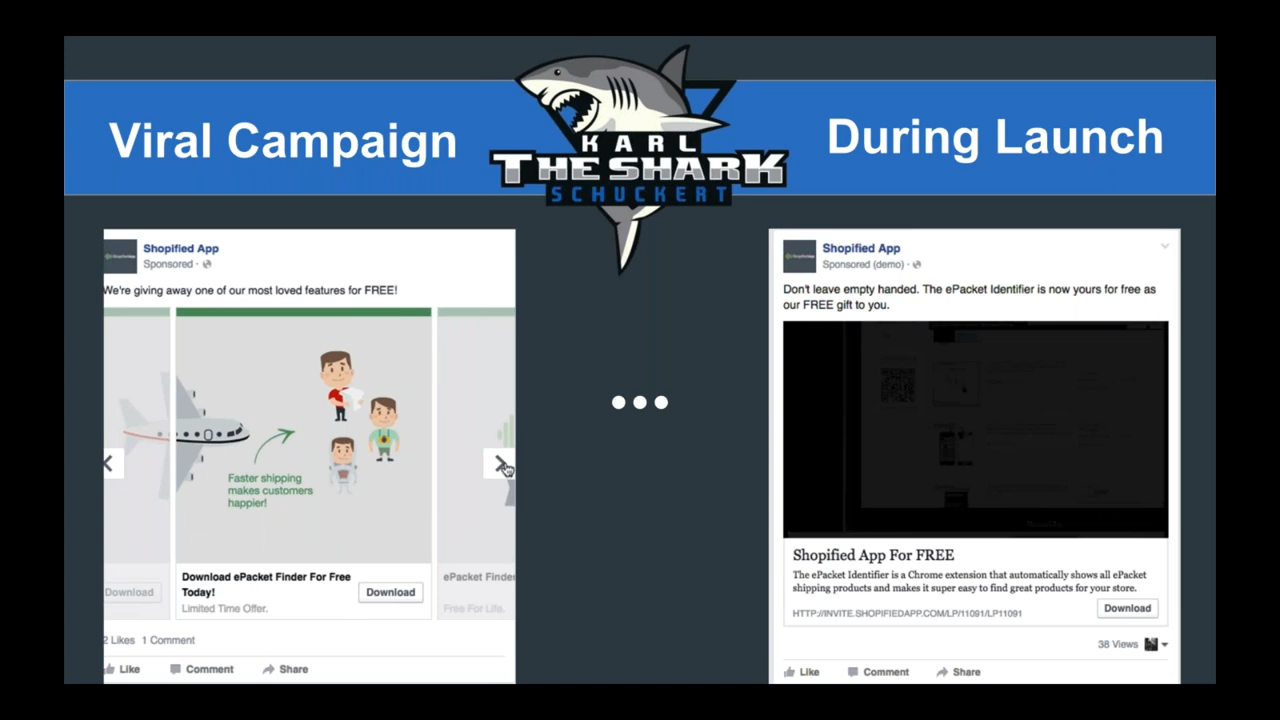 Viral Campaign
KARL
THE SHARK
SCHUCKERT
During Launch
Shopified App
Sponsored ·
We're giving away one of our most loved features for FREE!
Faster shipping
makes customers
happier!
Download
Download ePacket Finder For Free
Today!
Limited Time Offer.
Download
ePacket Finder
Free For Life.
2 Likes 1 Comment
Like Comment Share
Shopified App
Sponsored (demo) ·
Don't leave empty handed. The ePacket Identifier is now yours for free as
our FREE gift to you.
Shopified App For FREE
The ePacket Identifier is a Chrome extension that automatically shows all ePacket
shipping products and makes it super easy to find great products for your store.
HTTP://INVITE.SHOPIFIEDAPP.COM/LP/11091/LP11091
Download
38 Views
Like Comment Share